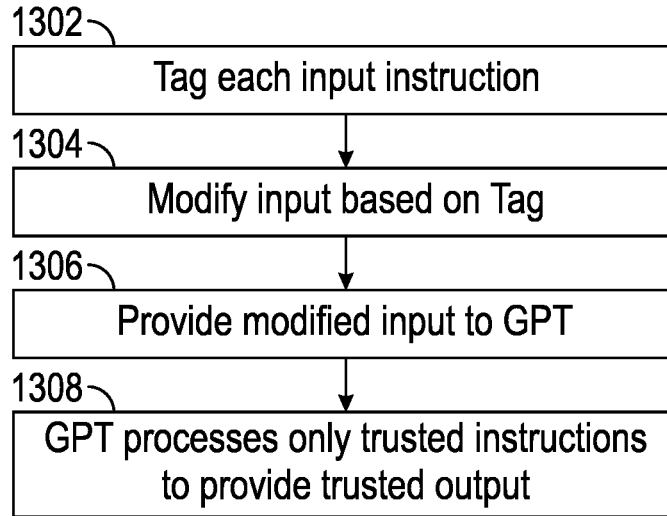 1302
Tag each input instruction
1304
Modify input based on Tag
1306
Provide modified input to GPT
1308
GPT processes only trusted instructions
to provide trusted output